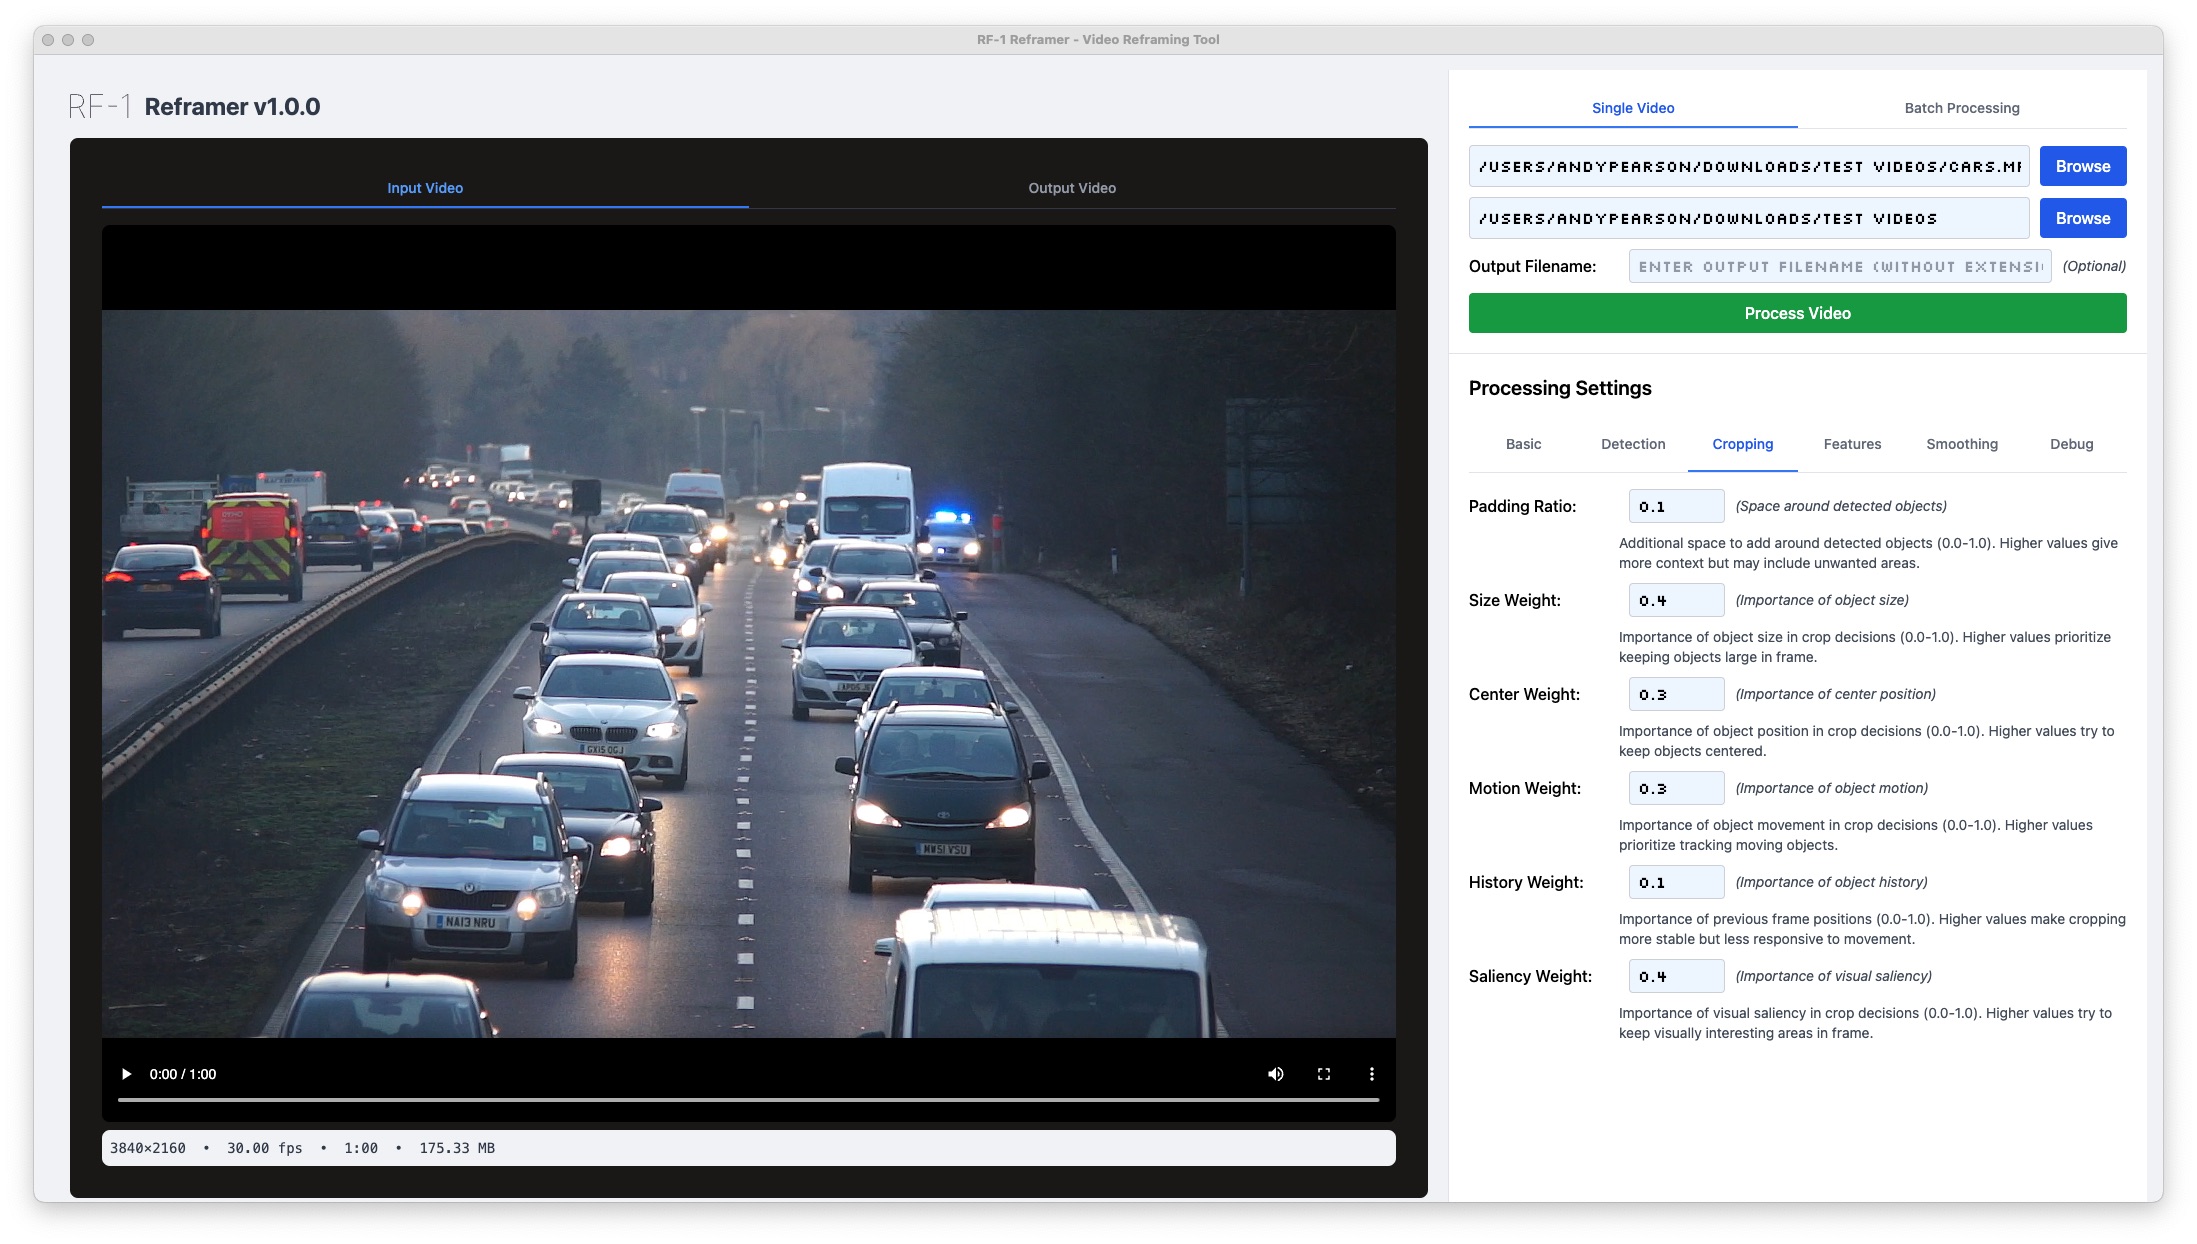 RF-1 Reframer - Video Reframing Tool
RF-1 Reframer v1.0.0
Input Video
Output Video
GX15 OGJ
MW51 VSU
NA13 NRU
0:00 / 1:00
3840×2160 • 30.00 fps • 1:00 • 175.33 MB
Single Video
Batch Processing
/USERS/ANDYPEARSON/DOWNLOADS/TEST VIDEOS/CARS.M
Browse
/USERS/ANDYPEARSON/DOWNLOADS/TEST VIDEOS
Browse
Output Filename:
ENTER OUTPUT FILENAME (WITHOUT EXTENSI
(Optional)
Process Video
Processing Settings
Basic
Detection
Cropping
Features
Smoothing
Debug
Padding Ratio:
0.1
(Space around detected objects)
Additional space to add around detected objects (0.0-1.0). Higher values give
more context but may include unwanted areas.
Size Weight:
0.4
(Importance of object size)
Importance of object size in crop decisions (0.0-1.0). Higher values prioritize
keeping objects large in frame.
Center Weight:
0.3
(Importance of center position)
Importance of object position in crop decisions (0.0-1.0). Higher values try to
keep objects centered.
Motion Weight:
0.3
(Importance of object motion)
Importance of object movement in crop decisions (0.0-1.0). Higher values
prioritize tracking moving objects.
History Weight:
0.1
(Importance of object history)
Importance of previous frame positions (0.0-1.0). Higher values make cropping
more stable but less responsive to movement.
Saliency Weight:
0.4
(Importance of visual saliency)
Importance of visual saliency in crop decisions (0.0-1.0). Higher values try to
keep visually interesting areas in frame.